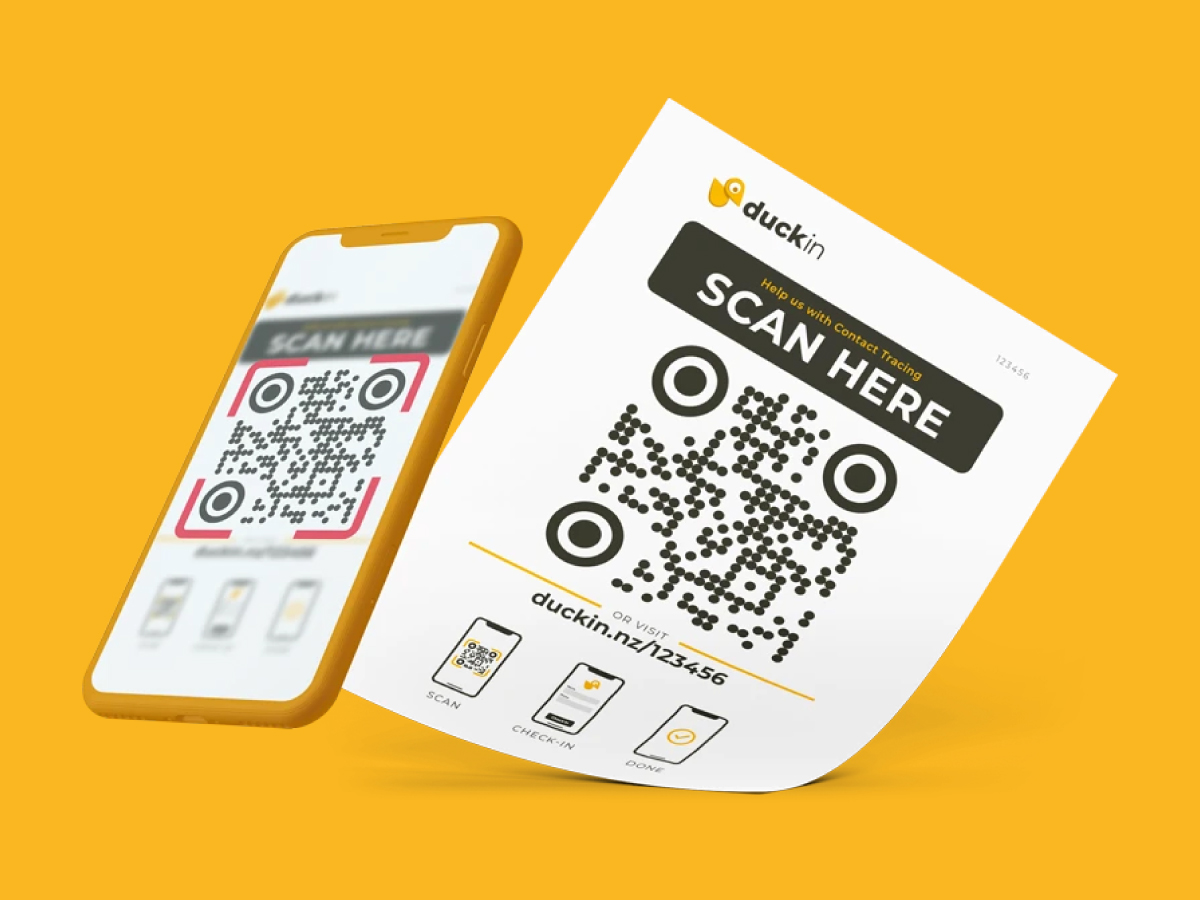 duckin
Help us with Contact Tracing
SCAN HERE
123456
OR VISIT
duckin.nz/123456
SCAN
CHECK-IN
DONE
duckin
SCAN HERE
duckin.nz/123456